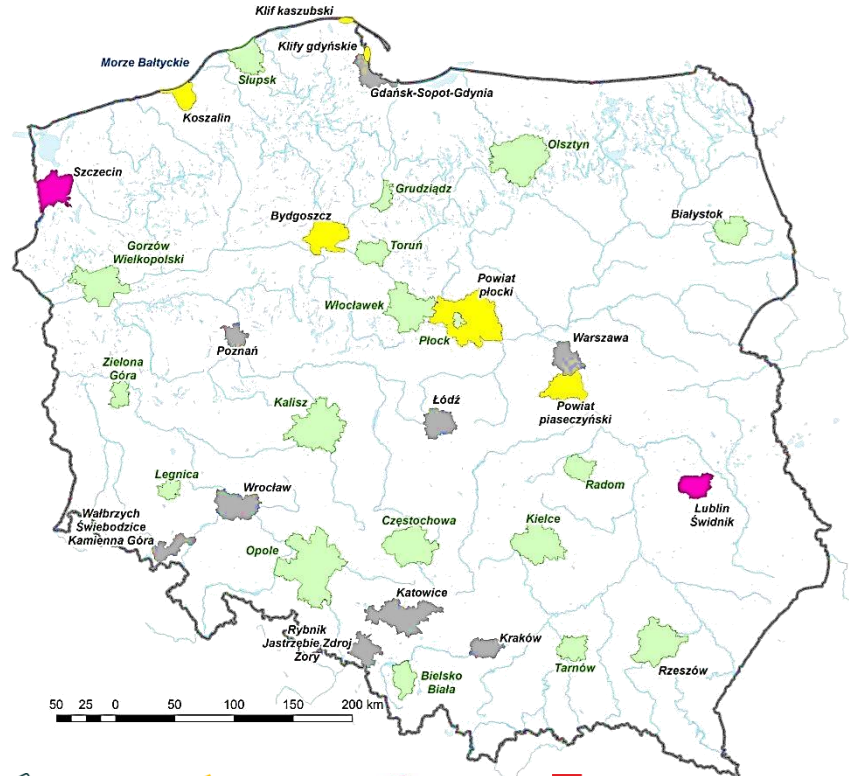 Klif kaszubski
Klify gdyńskie
Morze Bałtyckie
Słupsk
Gdańsk-Sopot-Gdynia
Koszalin
Olsztyn
Szczecin
Grudziądz
Białystok
Bydgoszcz
Toruń
Gorzów
Wielkopolski
Powiat
płocki
Włocławek
Płock
Warszawa
Poznań
Zielona
Góra
Łódź
Kalisz
Powiat
piaseczyński
Legnica
Wrocław
Radom
Lublin
Świdnik
Wałbrzych
Świebodzice
Kamienna Góra
Częstochowa
Kielce
Opole
Katowice
Rybnik
Jastrzębie Zdroj
Żory
Kraków
Bielsko
Biała
Tarnów
Rzeszów
50 25 0 50 100 150 200 km